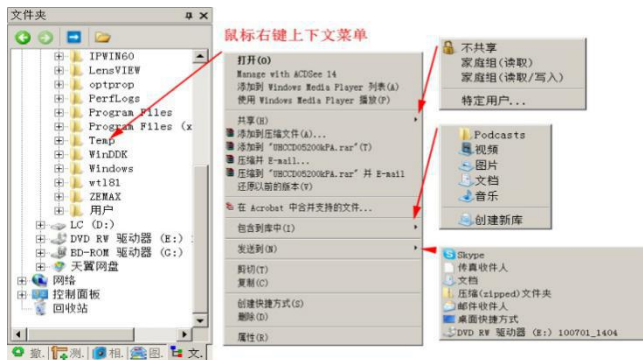 文件夹
鼠标右键上下文菜单
IPWIN60
LensVIEW
optprop
PerfLogs
Program Files
Program Files (x
Temp
WinDDK
Windows
wt181
ZEMAX
用户
LC (D:)
DVD RW 驱动器 (E:)
BD-ROM 驱动器 (G:)
天翼网盘
网络
控制面板
回收站
撤.
测.
相.
图.
文.
打开(O)
Manage with ACDSee 14
添加到 Windows Media Player 列表(A)
使用 Windows Media Player 播放(P)
共享(H)
添加到压缩文件(A)...
添加到 "UBCCD05200kPA.rar"(T)
压缩并 E-mail...
压缩到 "UBCCD05200kPA.rar" 并 E-mail
还原以前的版本(V)
在 Acrobat 中合并支持的文件...
包含到库中(I)
发送到(N)
剪切(T)
复制(C)
创建快捷方式(S)
删除(D)
属性(R)
不共享
家庭组(读取)
家庭组(读取/写入)
特定用户...
Podcasts
视频
图片
文档
音乐
创建新库
Skype
传真收件人
文档
压缩(zipped)文件夹
邮件收件人
桌面快捷方式
DVD RW 驱动器 (E:) 100701_1404